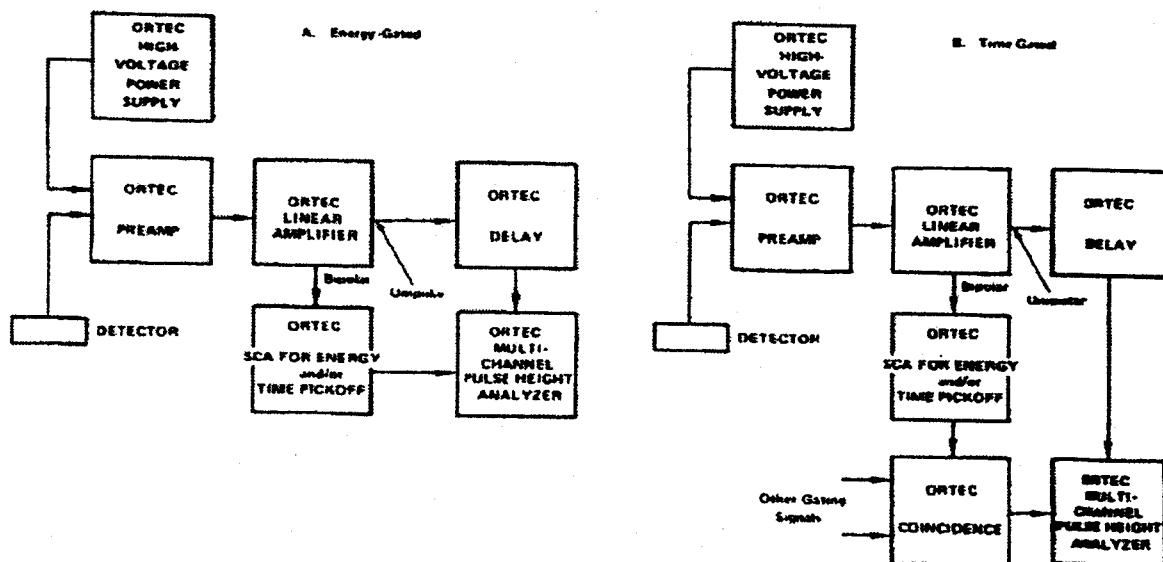 ORTEC
HIGH-
VOLTAGE
POWER
SUPPLY
A. Energy-Gated
ORTEC
PREAMP
ORTEC
LINEAR
AMPLIFIER
ORTEC
DELAY
Bipolar
DETECTOR
ORTEC
SCA FOR ENERGY
and/or
TIME PICKOFF
ORTEC
MULTI-
CHANNEL
PULSE HEIGHT
ANALYZER
ORTEC
HIGH-
VOLTAGE
POWER
SUPPLY
B. Time Gated
ORTEC
PREAMP
ORTEC
LINEAR
AMPLIFIER
ORTEC
DELAY
Bipolar
Unipolar
DETECTOR
ORTEC
SCA FOR ENERGY
and/or
TIME PICKOFF
Other Gating
Signals
ORTEC
COINCIDENCE
ORTEC
MULTI-
CHANNEL
PULSE HEIGHT
ANALYZER